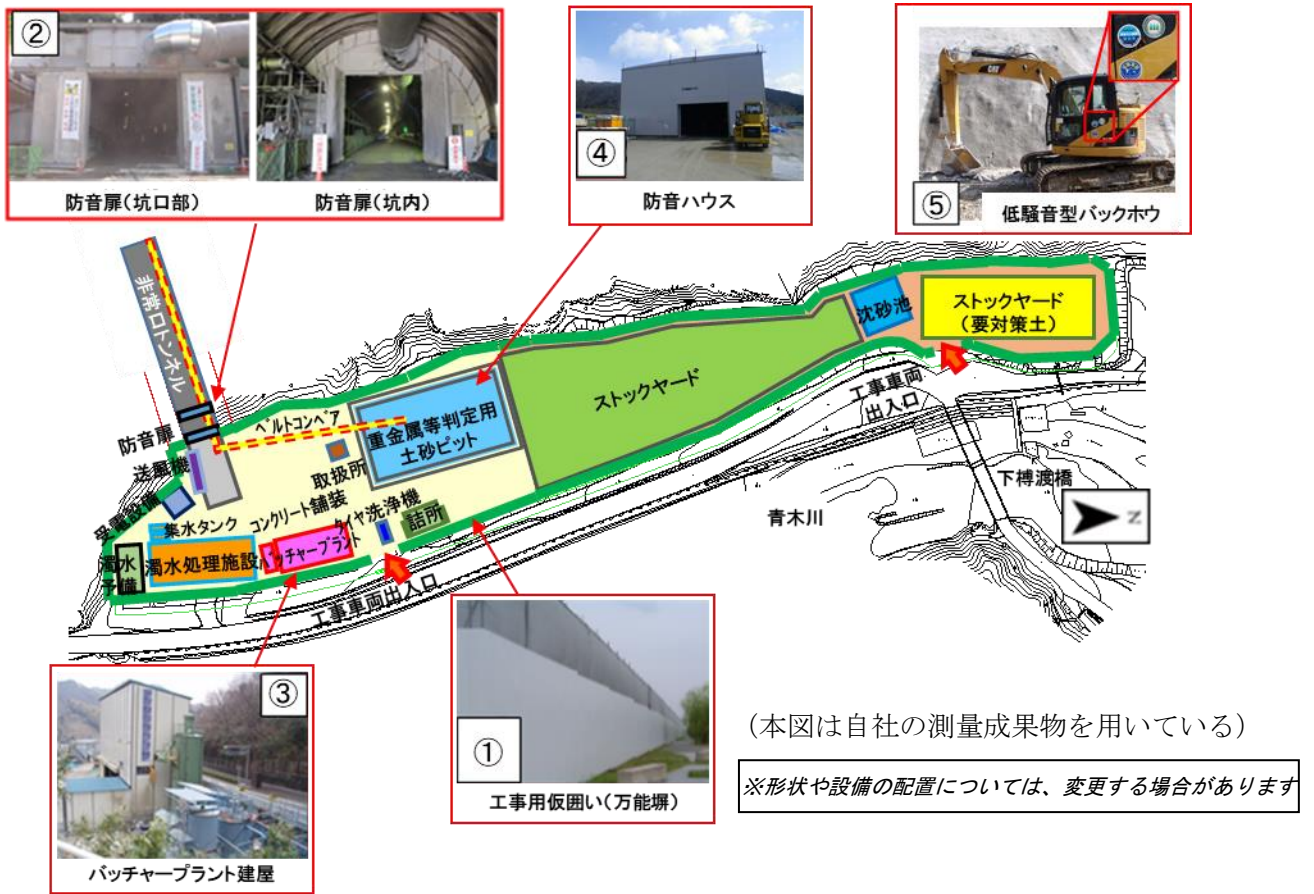 ②
防音扉(坑口部)
防音扉(坑内)
④
防音ハウス
⑤
低騒音型バックホウ
非常口トンネル
防音扉
送風機
受電設備
集水タンク
濁水
予備
濁水処理施設
バッチャープラント
コンクリート舗装
取扱所
ベルトコンベア
重金属等判定用
土砂ピット
タイヤ洗浄機
詰所
ストックヤード
沈砂池
ストックヤード
(要対策土)
工事車両
出入口
工事車両出入口
下榑渡橋
青木川
N
③
バッチャープラント建屋
①
工事用仮囲い(万能塀)
(本図は自社の測量成果物を用いている)
※形状や設備の配置については、変更する場合があります